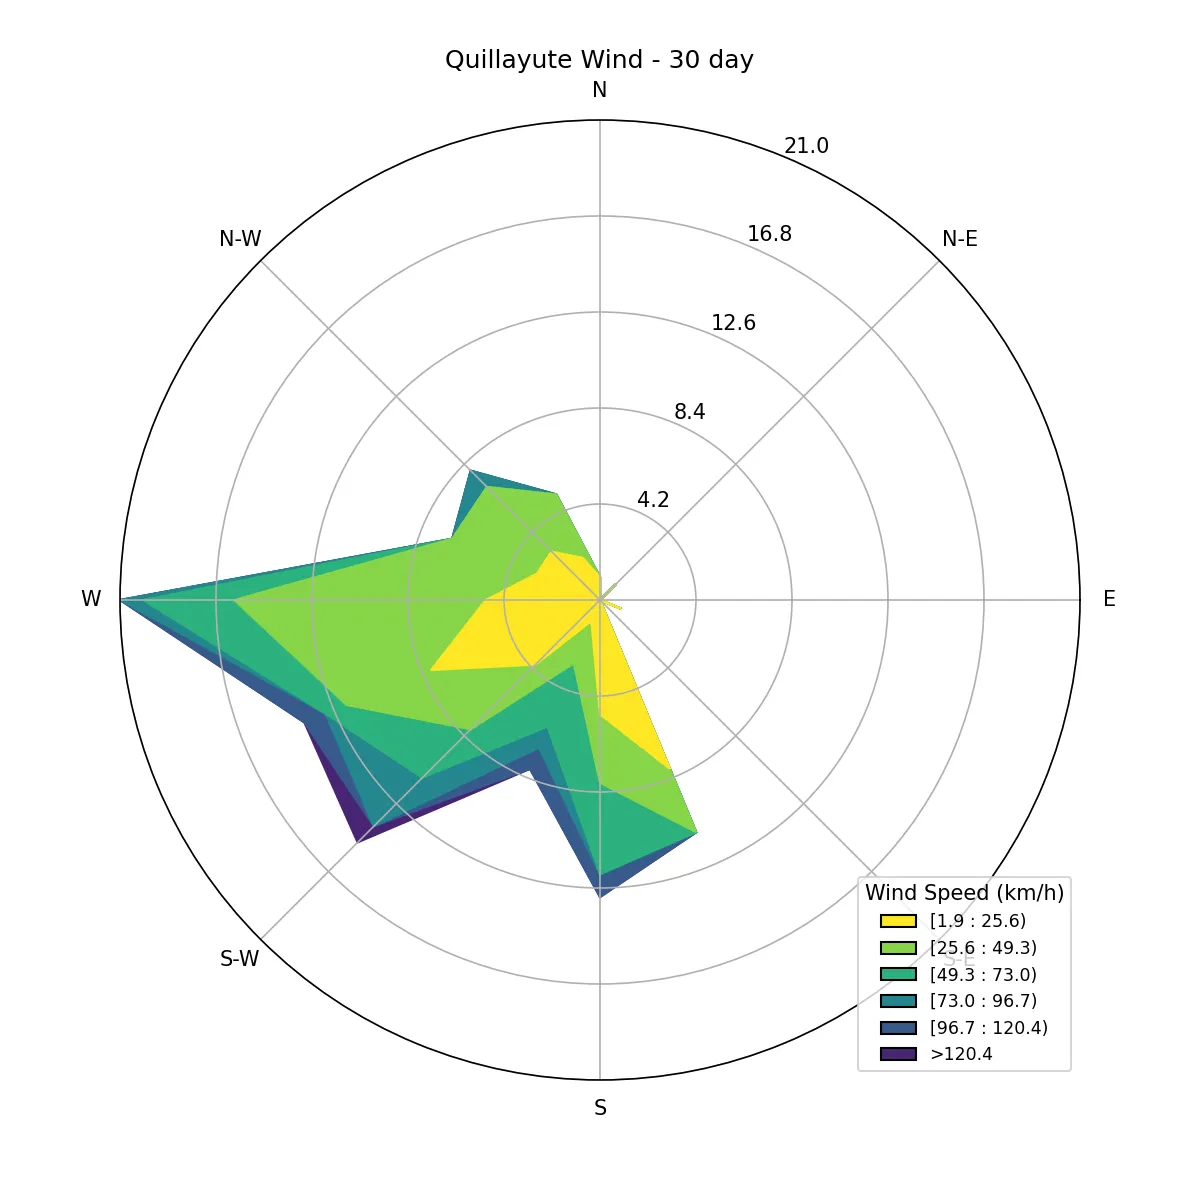 Quillayute Wind - 30 day
N
21.0
N-W
16.8
N-E
12.6
8.4
4.2
W
E
Wind Speed (km/h)
[1.9 : 25.6)
[25.6 : 49.3)
S-W
S-E
[49.3 : 73.0)
[73.0 : 96.7)
[96.7 : 120.4)
>120.4
S